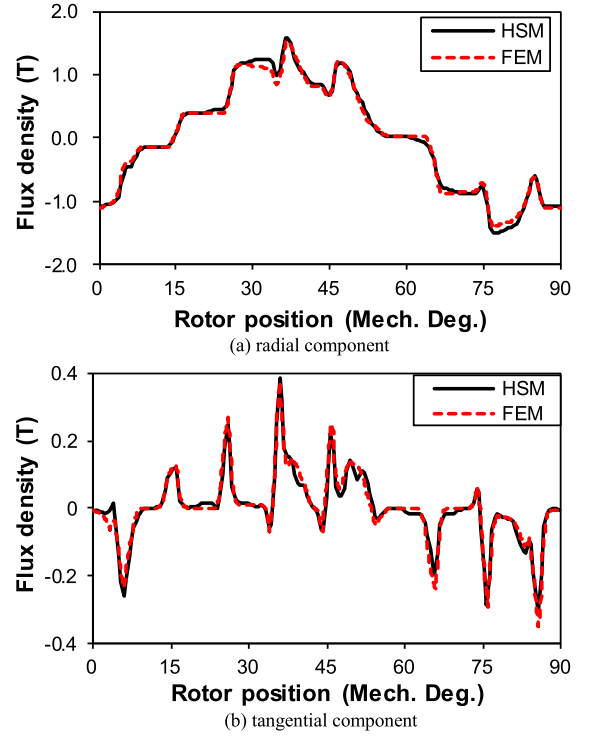 HSM
FEM
Flux density (T)
2.0
1.0
0.0
-1.0
-2.0
0 15 30 45 60 75 90
Rotor position (Mech. Deg.)
(a) radial component
HSM
FEM
Flux density (T)
0.4
0.2
0
-0.2
-0.4
0 15 30 45 60 75 90
Rotor position (Mech. Deg.)
(b) tangential component